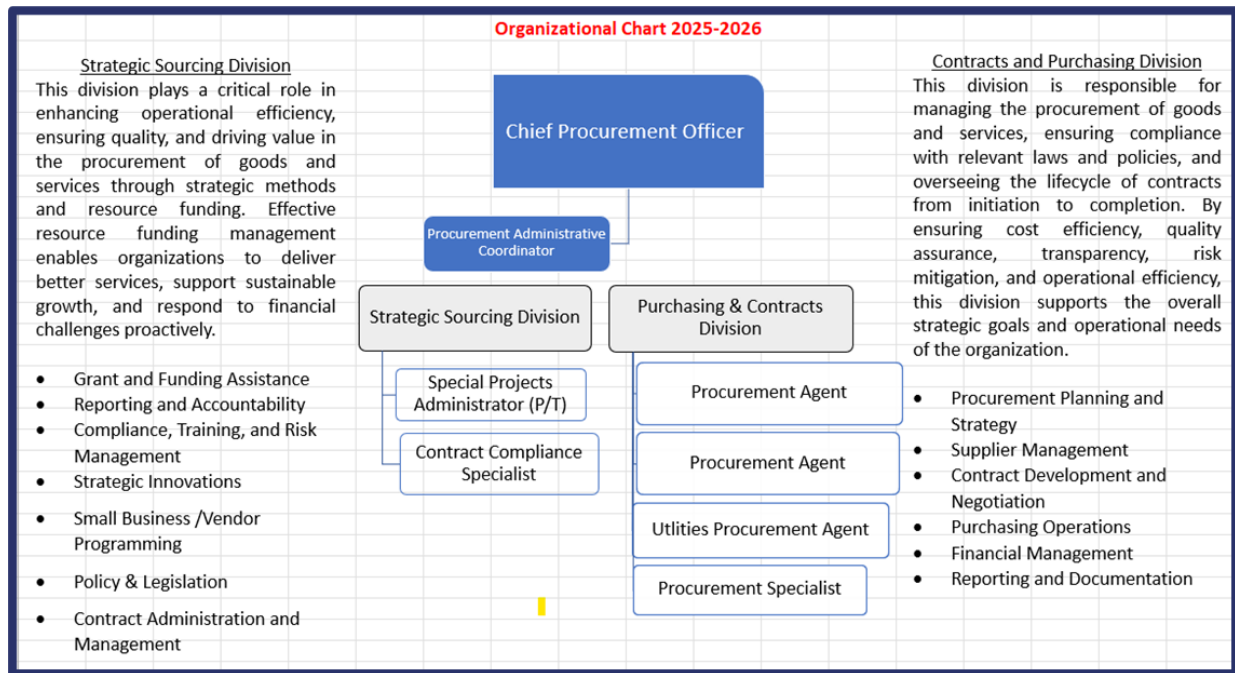 Organizational Chart 2025-2026
Strategic Sourcing Division
This division plays a critical role in
enhancing operational efficiency,
ensuring quality, and driving value in
the procurement of goods and
services through strategic methods
and resource funding. Effective
resource funding management
enables organizations to deliver
better services, support sustainable
growth, and respond to financial
challenges proactively.
• Grant and Funding Assistance
• Reporting and Accountability
• Compliance, Training, and Risk
Management
• Strategic Innovations
• Small Business /Vendor
Programming
• Policy & Legislation
• Contract Administration and
Management
Chief Procurement Officer
Procurement Administrative
Coordinator
Strategic Sourcing Division
Special Projects
Administrator (P/T)
Contract Compliance
Specialist
Purchasing & Contracts
Division
Procurement Agent
Procurement Agent
Utlities Procurement Agent
Procurement Specialist
Contracts and Purchasing Division
This division is responsible for
managing the procurement of goods
and services, ensuring compliance
with relevant laws and policies, and
overseeing the lifecycle of contracts
from initiation to completion. By
ensuring cost efficiency, quality
assurance, transparency, risk
mitigation, and operational efficiency,
this division supports the overall
strategic goals and operational needs
of the organization.
• Procurement Planning and
Strategy
• Supplier Management
• Contract Development and
Negotiation
• Purchasing Operations
• Financial Management
• Reporting and Documentation